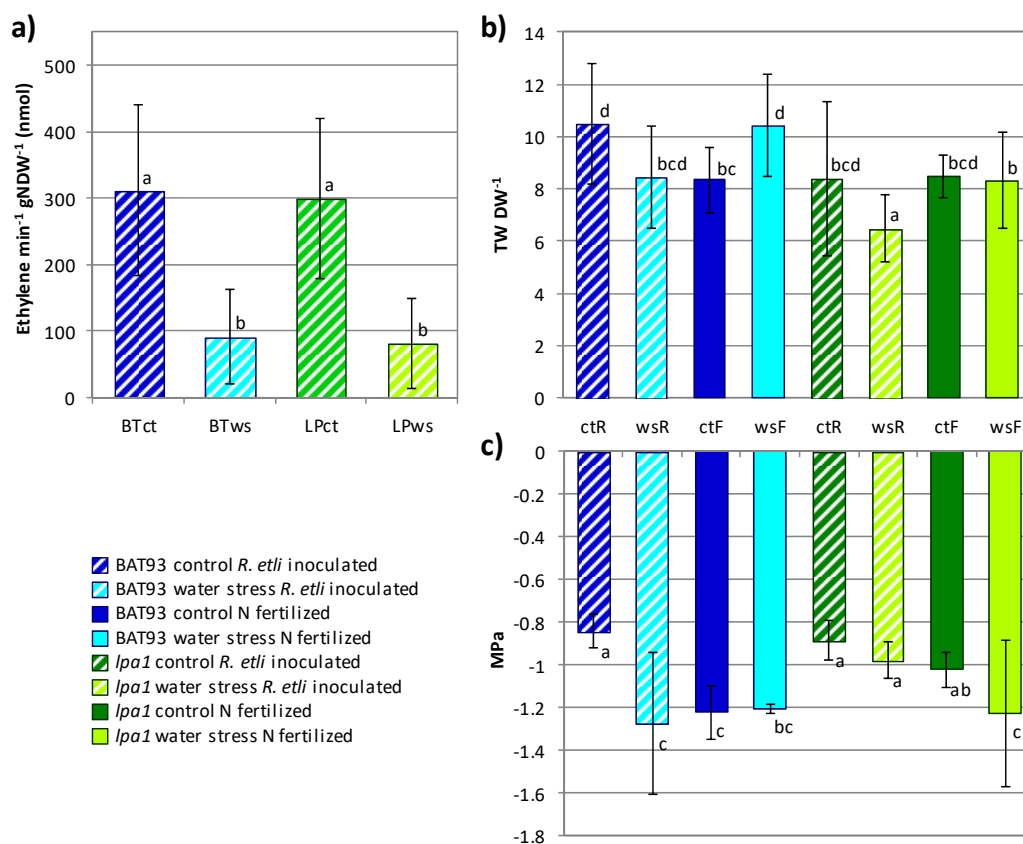 a)
Ethylene min⁻¹ gNDW⁻¹ (nmol)
500
400
300
200
100
0
a
b
a
b
BTct BTws LPct LPws
b)
TW DW⁻¹
14
12
10
8
6
4
2
0
d
bcd
bc
d
bcd
a
bcd
b
ctR wsR ctF wsF ctR wsR ctF wsF
c)
MPa
0
-0.2
-0.4
-0.6
-0.8
-1
-1.2
-1.4
-1.6
-1.8
a
c
c
bc
a
a
ab
c
BAT93 control R. etli inoculated
BAT93 water stress R. etli inoculated
BAT93 control N fertilized
BAT93 water stress N fertilized
lpa1 control R. etli inoculated
lpa1 water stress R. etli inoculated
lpa1 control N fertilized
lpa1 water stress N fertilized